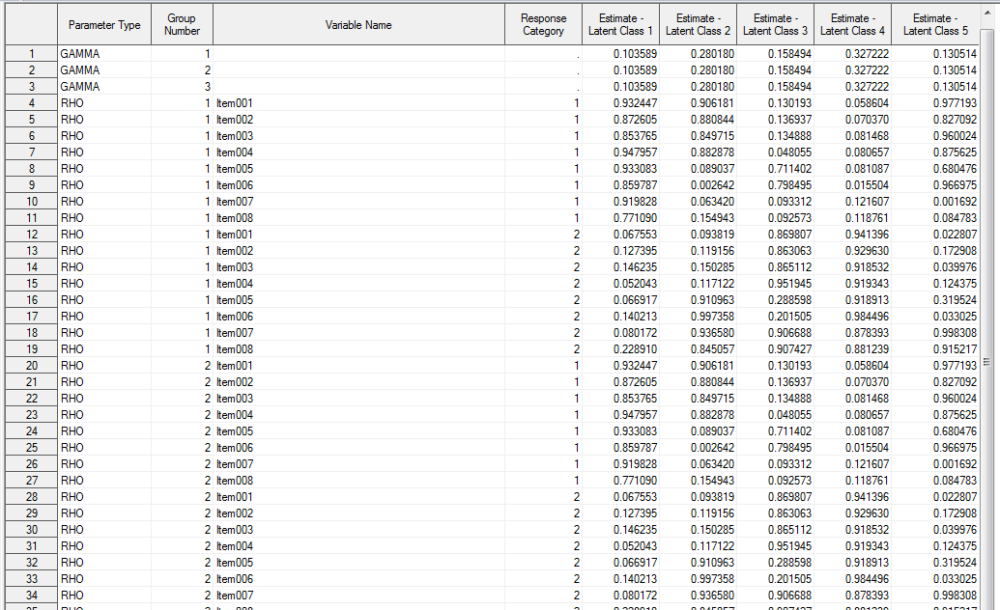 Parameter Type Group Number Variable Name Response Category Estimate - Latent Class 1 Estimate - Latent Class 2 Estimate - Latent Class 3 Estimate - Latent Class 4 Estimate - Latent Class 5
1 GAMMA 1 . 0.103589 0.280180 0.158494 0.327222 0.130514
2 GAMMA 2 . 0.103589 0.280180 0.158494 0.327222 0.130514
3 GAMMA 3 . 0.103589 0.280180 0.158494 0.327222 0.130514
4 RHO 1 Item001 1 0.932447 0.906181 0.130193 0.058604 0.977193
5 RHO 1 Item002 1 0.872605 0.880844 0.136937 0.070370 0.827092
6 RHO 1 Item003 1 0.853765 0.849715 0.134888 0.081468 0.960024
7 RHO 1 Item004 1 0.947957 0.882878 0.048055 0.080657 0.875625
8 RHO 1 Item005 1 0.933083 0.089037 0.711402 0.081087 0.680476
9 RHO 1 Item006 1 0.859787 0.002642 0.798495 0.015504 0.966975
10 RHO 1 Item007 1 0.919828 0.063420 0.093312 0.121607 0.001692
11 RHO 1 Item008 1 0.771090 0.154943 0.092573 0.118761 0.084783
12 RHO 1 Item001 2 0.067553 0.093819 0.869807 0.941396 0.022807
13 RHO 1 Item002 2 0.127395 0.119156 0.863063 0.929630 0.172908
14 RHO 1 Item003 2 0.146235 0.150285 0.865112 0.918532 0.039976
15 RHO 1 Item004 2 0.052043 0.117122 0.951945 0.919343 0.124375
16 RHO 1 Item005 2 0.066917 0.910963 0.288598 0.918913 0.319524
17 RHO 1 Item006 2 0.140213 0.997358 0.201505 0.984496 0.033025
18 RHO 1 Item007 2 0.080172 0.936580 0.906688 0.878393 0.998308
19 RHO 1 Item008 2 0.228910 0.845057 0.907427 0.881239 0.915217
20 RHO 2 Item001 1 0.932447 0.906181 0.130193 0.058604 0.977193
21 RHO 2 Item002 1 0.872605 0.880844 0.136937 0.070370 0.827092
22 RHO 2 Item003 1 0.853765 0.849715 0.134888 0.081468 0.960024
23 RHO 2 Item004 1 0.947957 0.882878 0.048055 0.080657 0.875625
24 RHO 2 Item005 1 0.933083 0.089037 0.711402 0.081087 0.680476
25 RHO 2 Item006 1 0.859787 0.002642 0.798495 0.015504 0.966975
26 RHO 2 Item007 1 0.919828 0.063420 0.093312 0.121607 0.001692
27 RHO 2 Item008 1 0.771090 0.154943 0.092573 0.118761 0.084783
28 RHO 2 Item001 2 0.067553 0.093819 0.869807 0.941396 0.022807
29 RHO 2 Item002 2 0.127395 0.119156 0.863063 0.929630 0.172908
30 RHO 2 Item003 2 0.146235 0.150285 0.865112 0.918532 0.039976
31 RHO 2 Item004 2 0.052043 0.117122 0.951945 0.919343 0.124375
32 RHO 2 Item005 2 0.066917 0.910963 0.288598 0.918913 0.319524
33 RHO 2 Item006 2 0.140213 0.997358 0.201505 0.984496 0.033025
34 RHO 2 Item007 2 0.080172 0.936580 0.906688 0.878393 0.998308